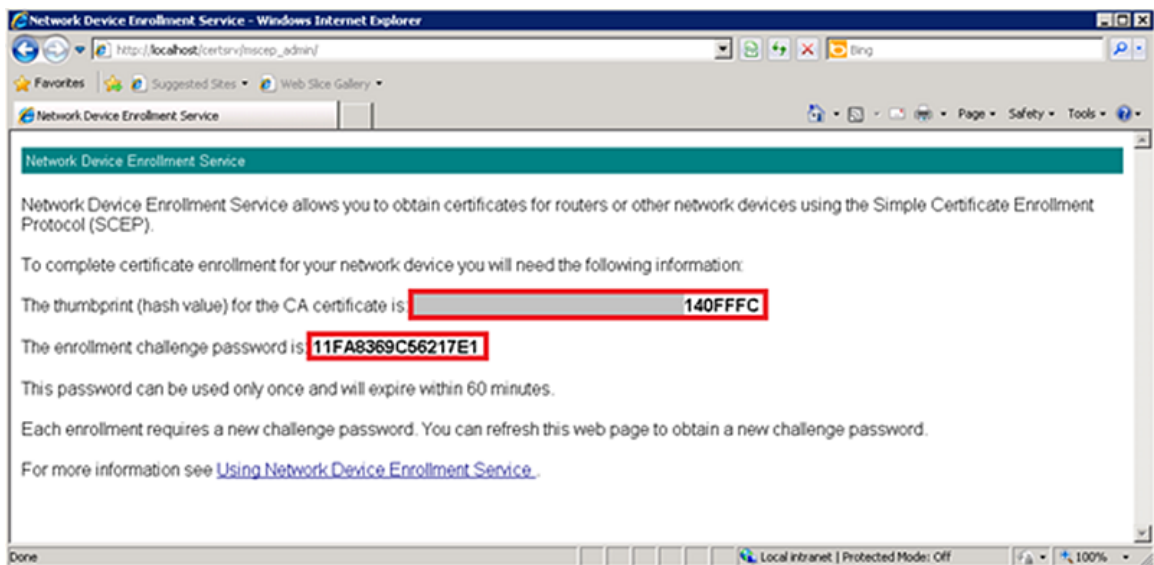 Network Device Enrollment Service - Windows Internet Explorer
http://localhost/certsrv/mscep_admin/
Bing
Favorites
Suggested Sites
Web Slice Gallery
Network Device Enrollment Service
Page
Safety
Tools
Network Device Enrollment Service
Network Device Enrollment Service allows you to obtain certificates for routers or other network devices using the Simple Certificate Enrollment
Protocol (SCEP).
To complete certificate enrollment for your network device you will need the following information:
The thumbprint (hash value) for the CA certificate is: 140FFFC
The enrollment challenge password is: 11FA8369C56217E1
This password can be used only once and will expire within 60 minutes.
Each enrollment requires a new challenge password. You can refresh this web page to obtain a new challenge password.
For more information see Using Network Device Enrollment Service .
Done
Local intranet | Protected Mode: Off
100%